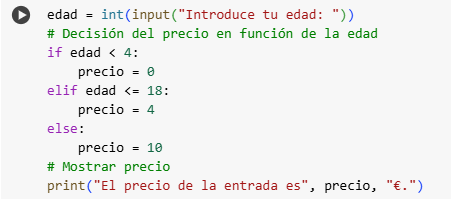 edad = int(input("Introduce tu edad: "))
# Decisión del precio en función de la edad
if edad < 4:
    precio = 0
elif edad <= 18:
    precio = 4
else:
    precio = 10
# Mostrar precio
print("El precio de la entrada es", precio, "€.")